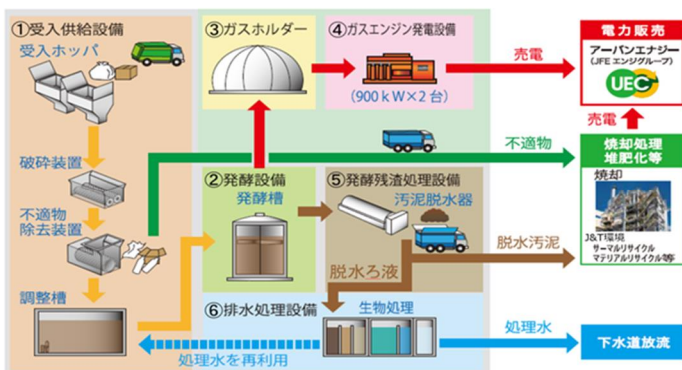 ①受入供給設備
受入ホッパ
破砕装置
不適物
除去装置
調整槽
③ガスホルダー
④ガスエンジン発電設備
(900kW×2台)
売電
電力販売
アーバンエナジー
(JFEエンジグループ)
UEC
売電
不適物
焼却処理
堆肥化等
焼却
J&T環境
サーマルリサイクル
マテリアルリサイクル等
②発酵設備
発酵槽
⑤発酵残渣処理設備
汚泥脱水器
脱水汚泥
脱水ろ液
⑥排水処理設備
生物処理
処理水を再利用
処理水
下水道放流